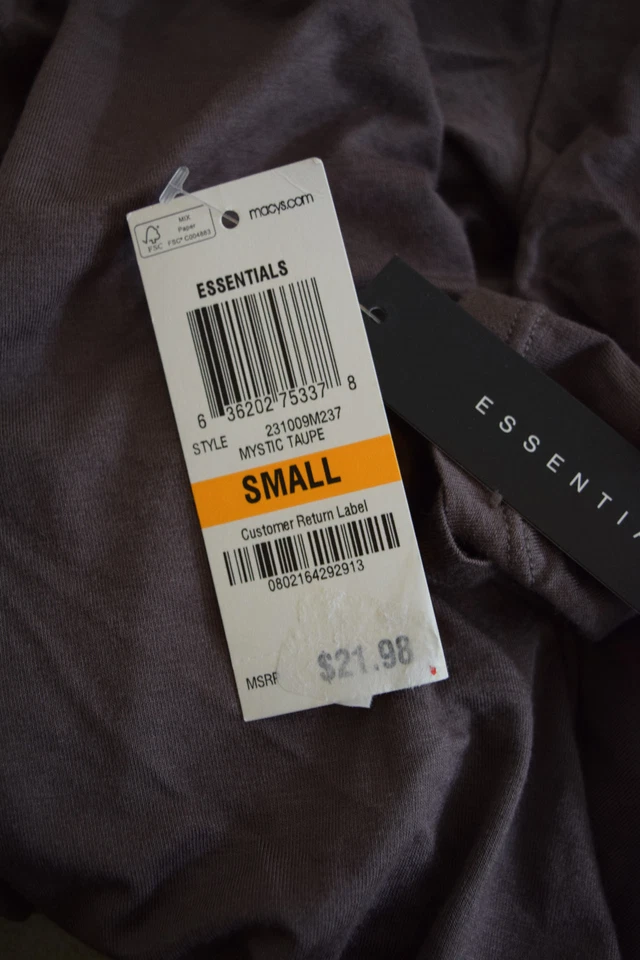 macys.com
MIX
Paper
FSC FSC® C004883
ESSENTIALS
6 36202 75337 8
STYLE 231009M237
MYSTIC TAUPE
SMALL
Customer Return Label
0802164292913
MSRP $21.98
ESSENTIA